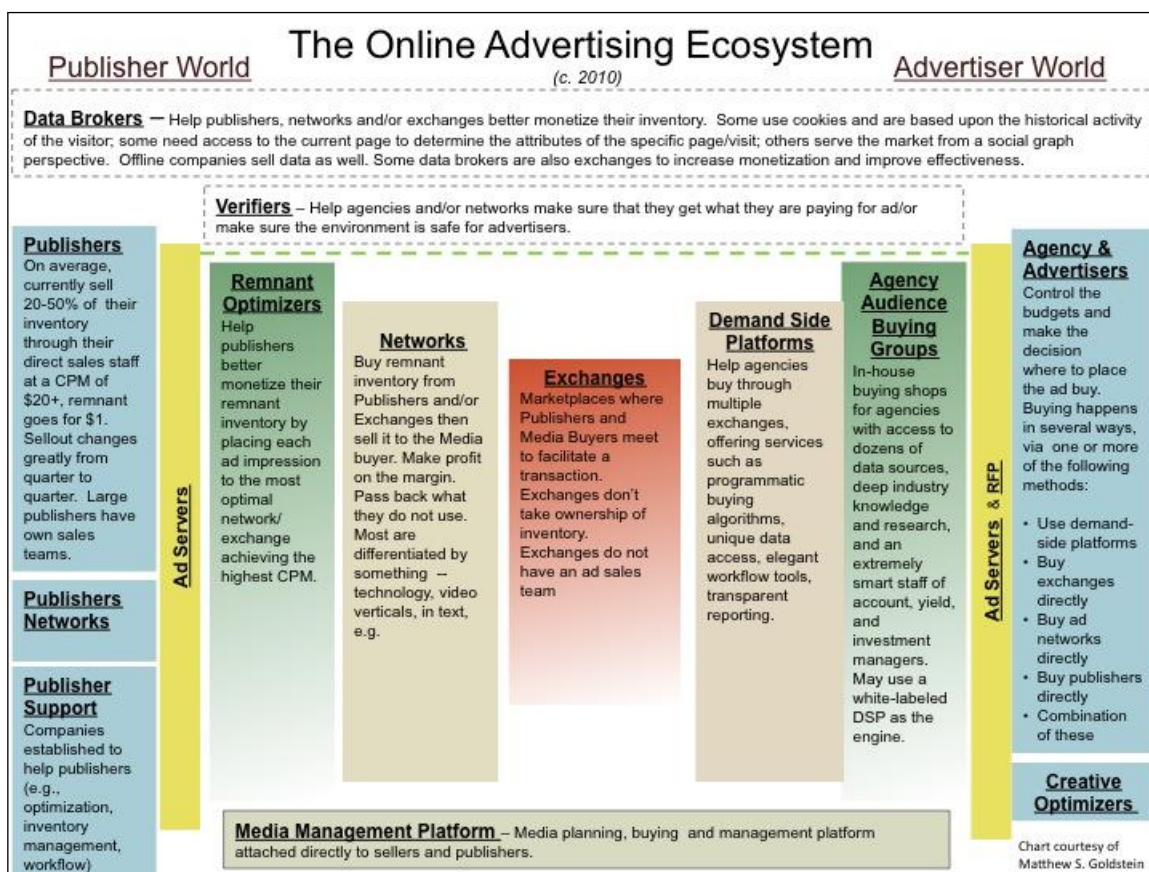 The Online Advertising Ecosystem
(c. 2010)
Publisher World
Advertiser World
Data Brokers – Help publishers, networks and/or exchanges better monetize their inventory.  Some use cookies and are based upon the historical activity
of the visitor; some need access to the current page to determine the attributes of the specific page/visit; others serve the market from a social graph
perspective.  Offline companies sell data as well. Some data brokers are also exchanges to increase monetization and improve effectiveness.
Verifiers – Help agencies and/or networks make sure that they get what they are paying for ad/or
make sure the environment is safe for advertisers.
Publishers
On average,
currently sell
20-50% of  their
inventory
through their
direct sales staff
at a CPM of
$20+, remnant
goes for $1.
Sellout changes
greatly from
quarter to
quarter.  Large
publishers have
own sales
teams.
Publishers
Networks
Publisher
Support
Companies
established to
help publishers
(e.g.,
optimization,
inventory
management,
workflow)
Ad Servers
Remnant
Optimizers
Help
publishers
better
monetize their
remnant
inventory by
placing each
ad impression
to the most
optimal
network/
exchange
achieving the
highest CPM.
Networks
Buy remnant
inventory from
Publishers and/or
Exchanges then
sell it to the Media
buyer. Make profit
on the margin.
Pass back what
they do not use.
Most are
differentiated by
something –
technology, video
verticals, in text,
e.g.
Exchanges
Marketplaces where
Publishers and
Media Buyers meet
to facilitate a
transaction.
Exchanges don't
take ownership of
inventory.
Exchanges do not
have an ad sales
team
Demand Side
Platforms
Help agencies
buy through
multiple
exchanges,
offering services
such as
programmatic
buying
algorithms,
unique data
access, elegant
workflow tools,
transparent
reporting.
Agency
Audience
Buying
Groups
In-house
buying shops
for agencies
with access to
dozens of
data sources,
deep industry
knowledge
and research,
and an
extremely
smart staff of
account, yield,
and
investment
managers.
May use a
white-labeled
DSP as the
engine.
Ad Servers & RFP
Agency &
Advertisers
Control the
budgets and
make the
decision
where to place
the ad buy.
Buying happens
in several ways,
via  one or more
of the following
methods:
• Use demand-
side platforms
• Buy
exchanges
directly
• Buy ad
networks
directly
• Buy publishers
directly
• Combination
of these
Creative
Optimizers
Media Management Platform – Media planning, buying  and management platform
attached directly to sellers and publishers.
Chart courtesy of
Matthew S. Goldstein